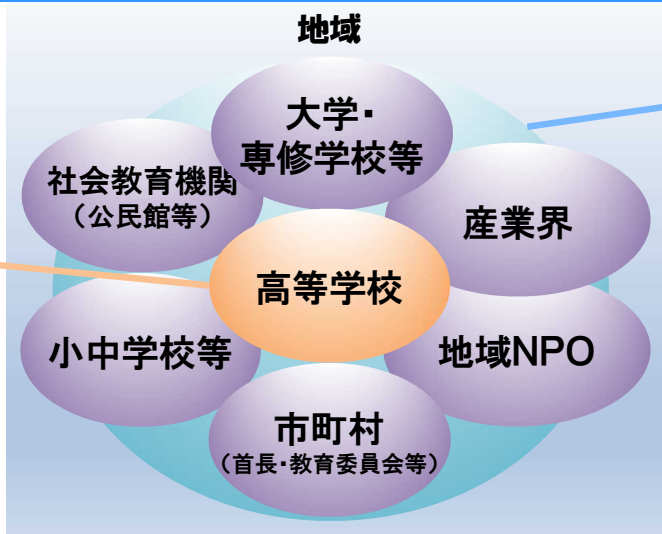 地域
大学・
専修学校等
社会教育機関
（公民館等）
産業界
高等学校
小中学校等
地域NPO
市町村
（首長・教育委員会等）